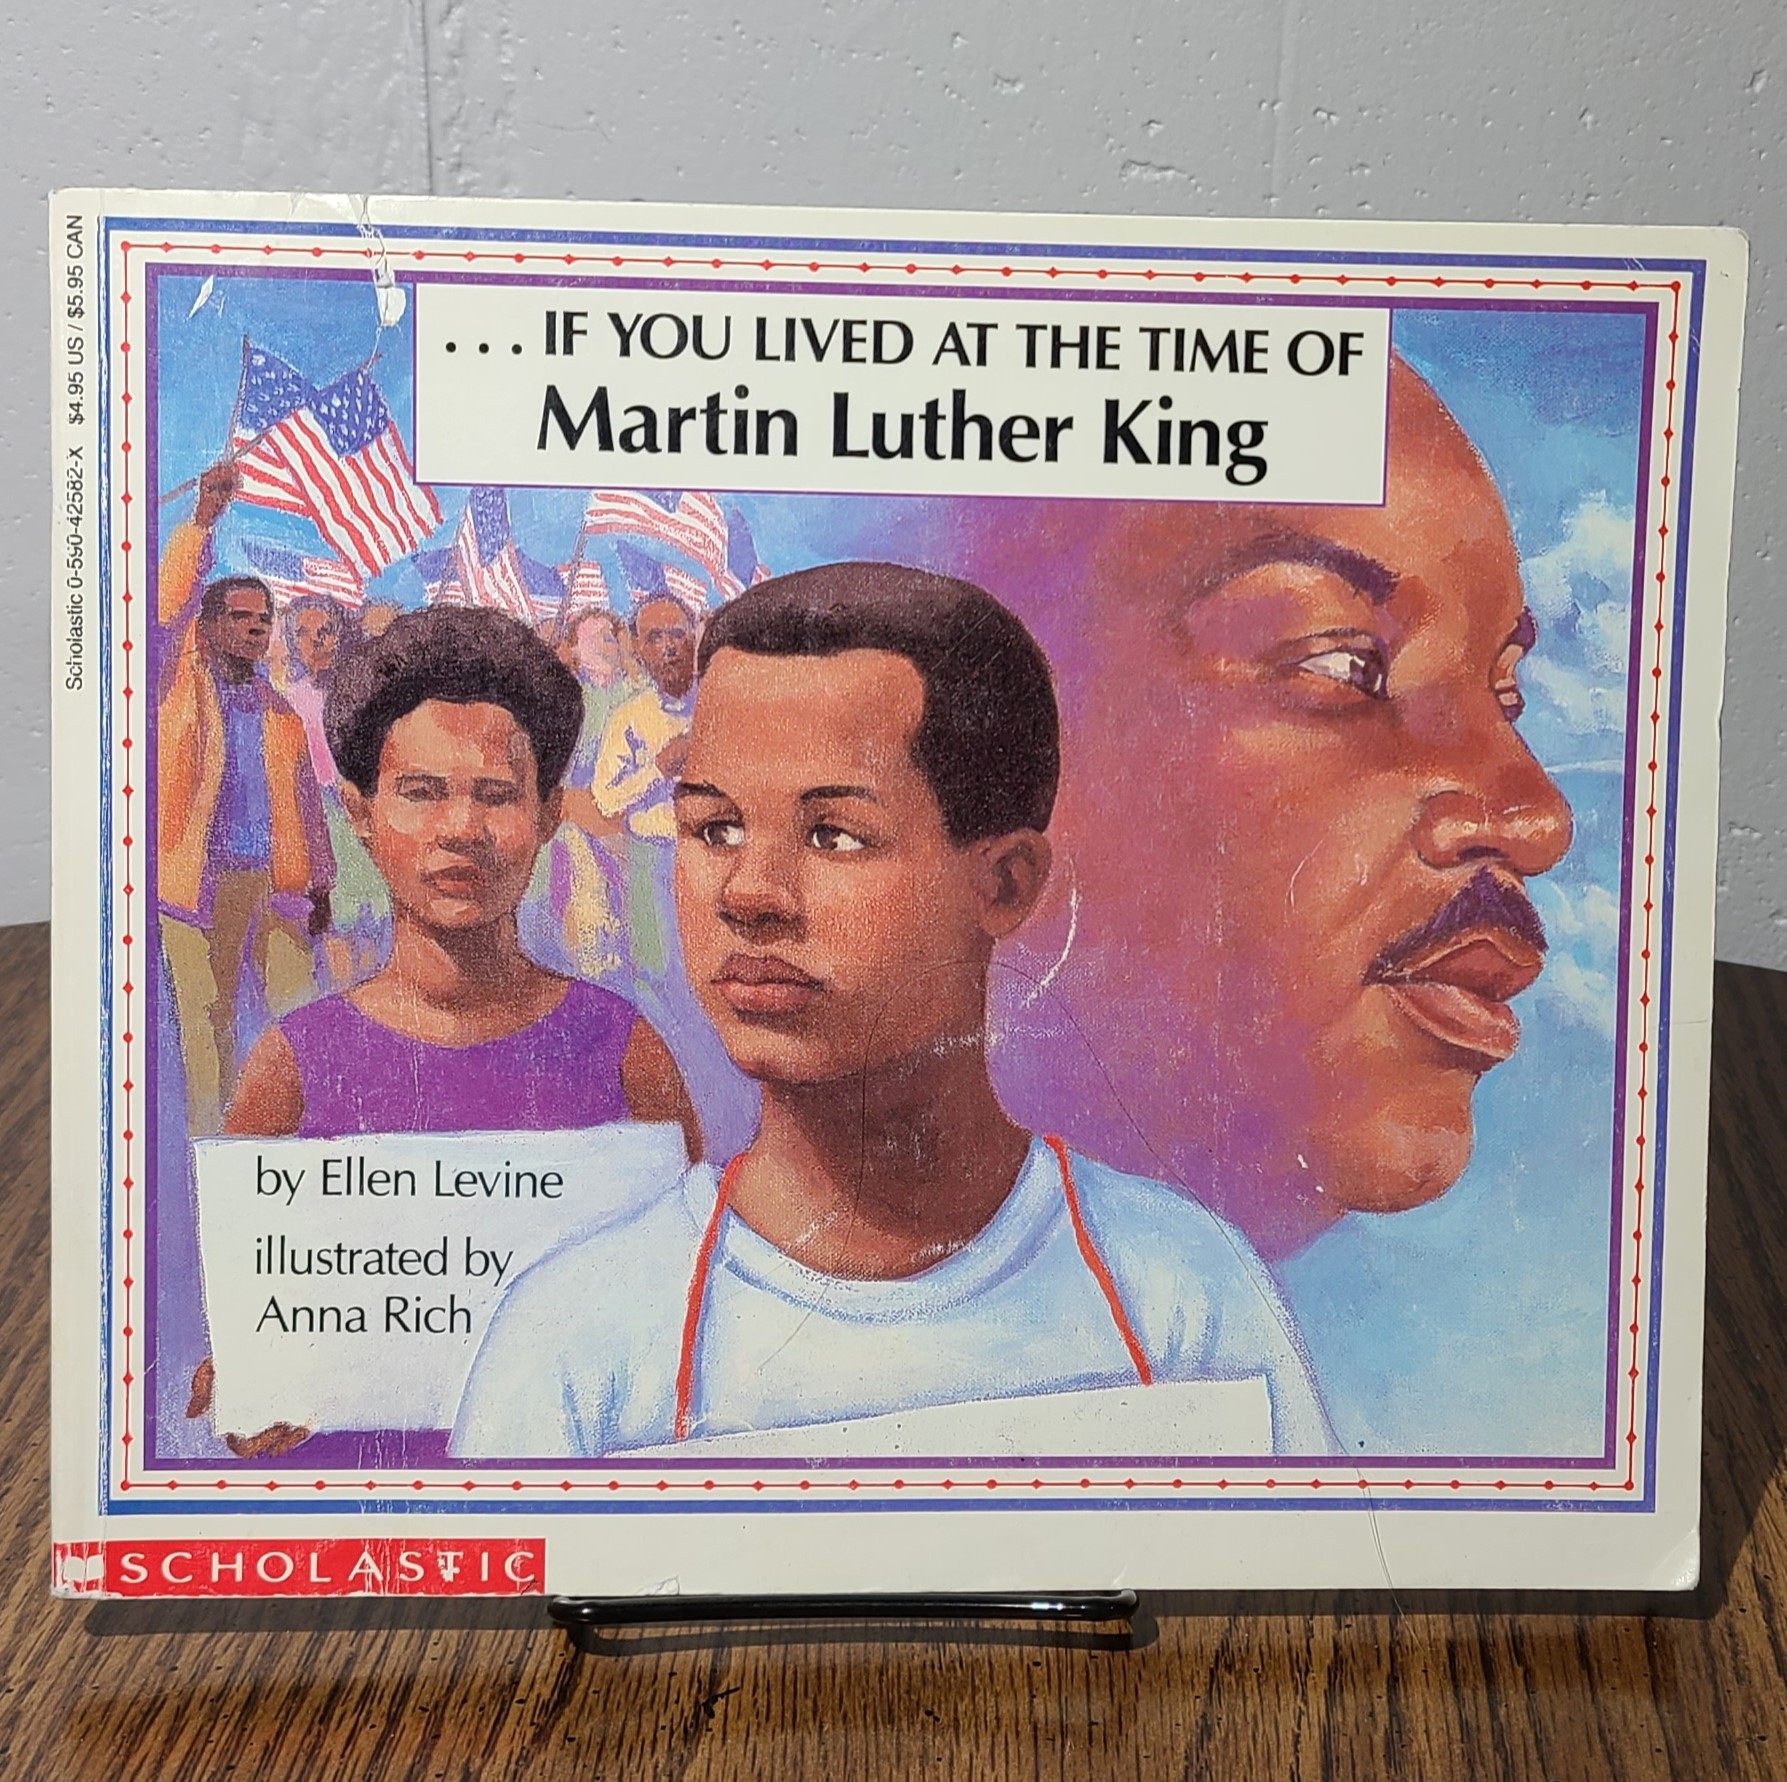 . . . IF YOU LIVED AT THE TIME OF
Martin Luther King
by Ellen Levine
illustrated by
Anna Rich
SCHOLASTIC
Scholastic 0-590-42582-X $4.95 US / $5.95 CAN